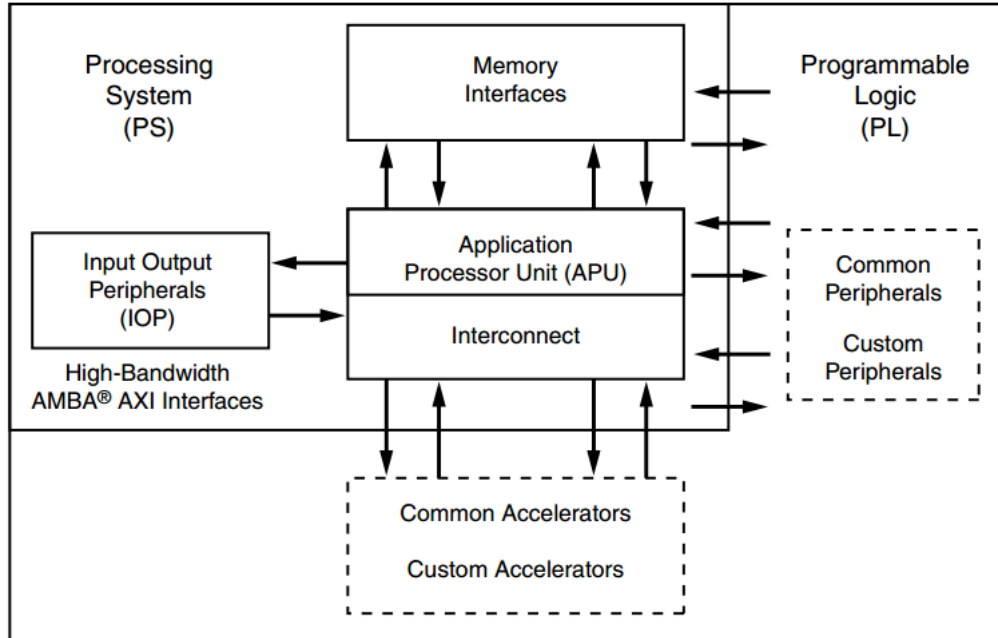 Processing
System
(PS)
Memory
Interfaces
Programmable
Logic
(PL)
Input Output
Peripherals
(IOP)
Application
Processor Unit (APU)
Interconnect
Common
Peripherals
Custom
Peripherals
High-Bandwidth
AMBA® AXI Interfaces
Common Accelerators
Custom Accelerators